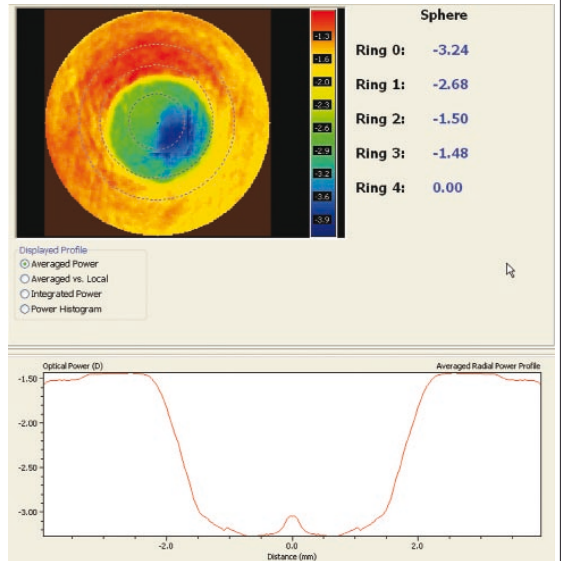 Sphere
Ring 0: -3.24
Ring 1: -2.68
Ring 2: -1.50
Ring 3: -1.48
Ring 4: 0.00
-1.3
-1.6
-2.0
-2.3
-2.6
-2.9
-3.2
-3.6
-3.9
Displayed Profile
Averaged Power
Averaged vs. Local
Integrated Power
Power Histogram
Optical Power (D) Averaged Radial Power Profile
-1.50
-2.00
-2.50
-3.00
-2.0 0.0 2.0
Distance (mm)